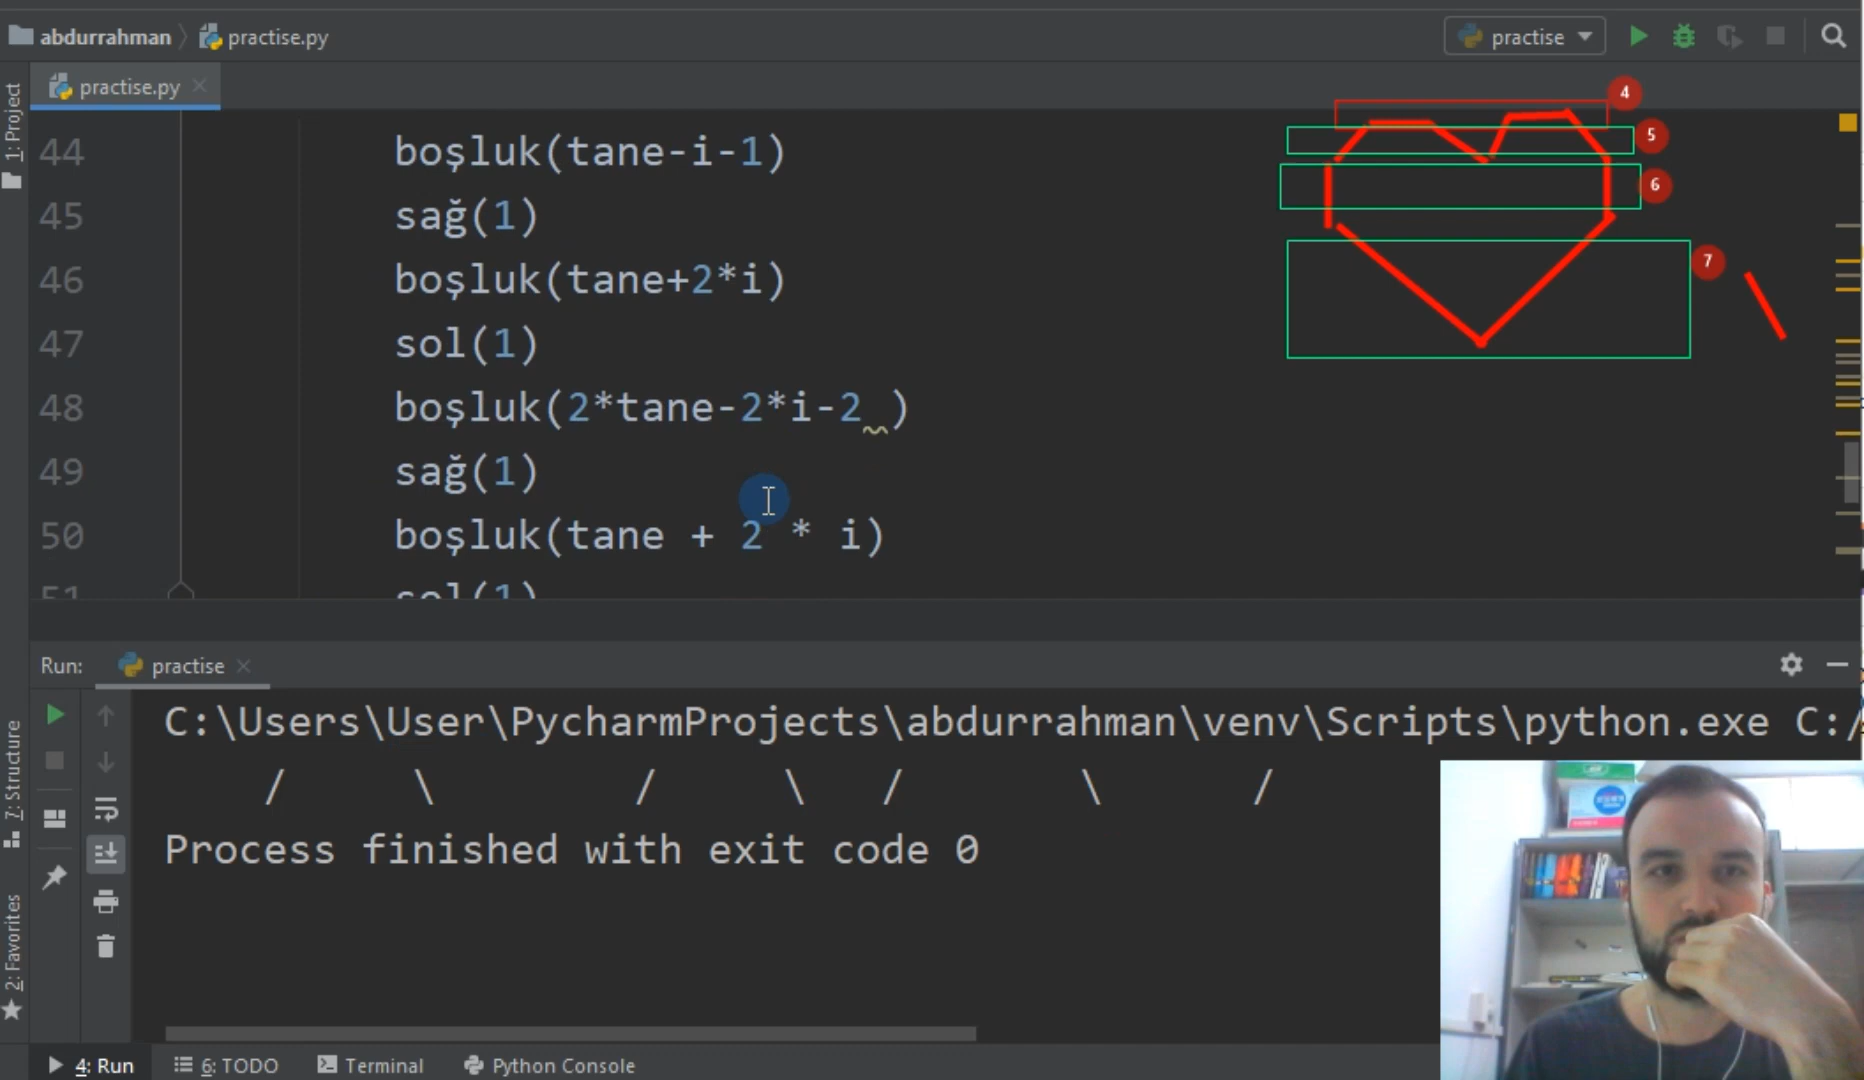 abdurrahman practise.py practise
practise.py
1: Project
4
5
6
7
44 boşluk(tane-i-1)
45 sağ(1)
46 boşluk(tane+2*i)
47 sol(1)
48 boşluk(2*tane-2*i-2 )
49 sağ(1)
50 boşluk(tane + 2 * i)
51 sol(1)
Run: practise
7: Structure
2: Favorites
C:\Users\User\PycharmProjects\abdurrahman\venv\Scripts\python.exe C:/
/ \ / \ / \ /
Process finished with exit code 0
4: Run 6: TODO Terminal Python Console